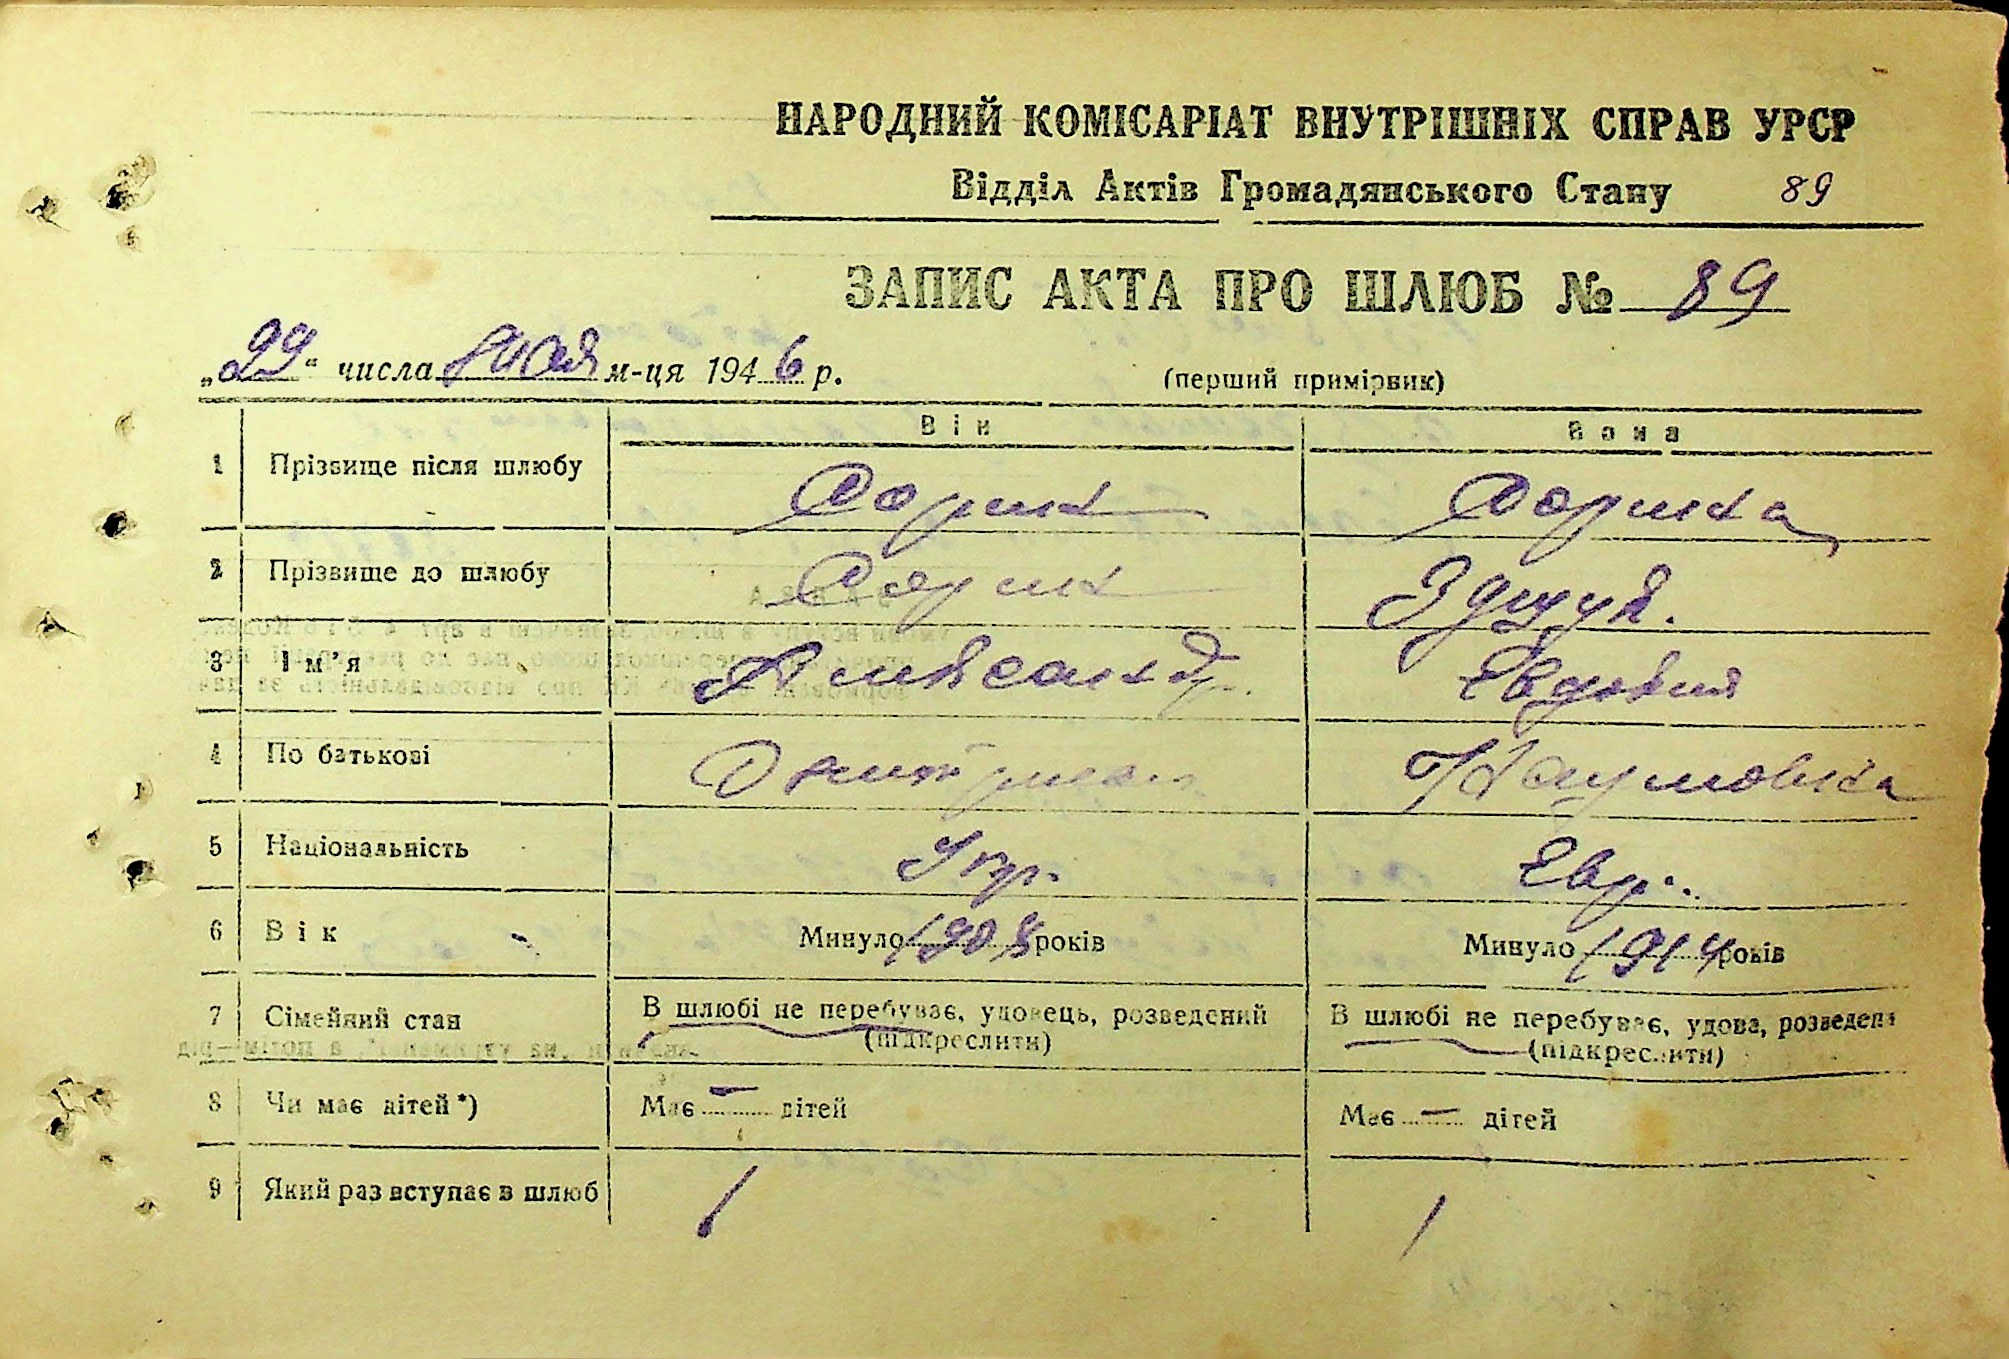 НАРОДНИЙ КОМІСАРІАТ ВНУТРІШНІХ СПРАВ УРСР
Відділ Актів Громадянського Стану 89
ЗАПИС АКТА ПРО ШЛЮБ № 89
„29“ числа мая м-ця 1946 р. (перший примірвик)
Він Вона
1 Прізвище після шлюбу
2 Прізвище до шлюбу
3 Ім'я Александр. Евдокия
4 По батькові Наумовна
5 Національність Укр. Евр.
6 Вік Минуло 1908 років Минуло 1914 років
7 Сімейний стан В шлюбі не перебуває, удовець, розведений В шлюбі не перебуває, удова, розведена
(підкреслити) (підкреслити)
8 Чи має дітей*) Має — дітей Має — дітей
9 Який раз вступає в шлюб 1 1